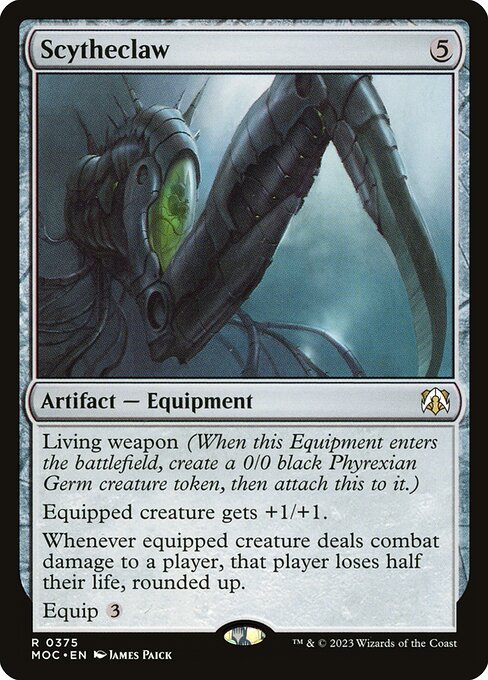 Scytheclaw 5
Artifact — Equipment
Living weapon (When this Equipment enters
the battlefield, create a 0/0 black Phyrexian
Germ creature token, then attach this to it.)
Equipped creature gets +1/+1.
Whenever equipped creature deals combat
damage to a player, that player loses half
their life, rounded up.
Equip 3
R 0375
MOC • EN James Paick ™ & © 2023 Wizards of the Coast